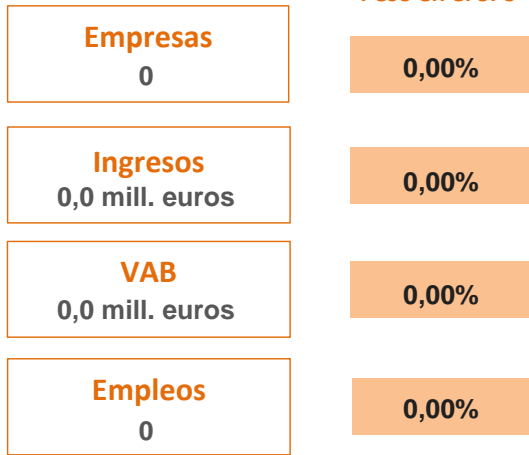 Empresas
0
0,00%
Ingresos
0,0 mill. euros
0,00%
VAB
0,0 mill. euros
0,00%
Empleos
0
0,00%